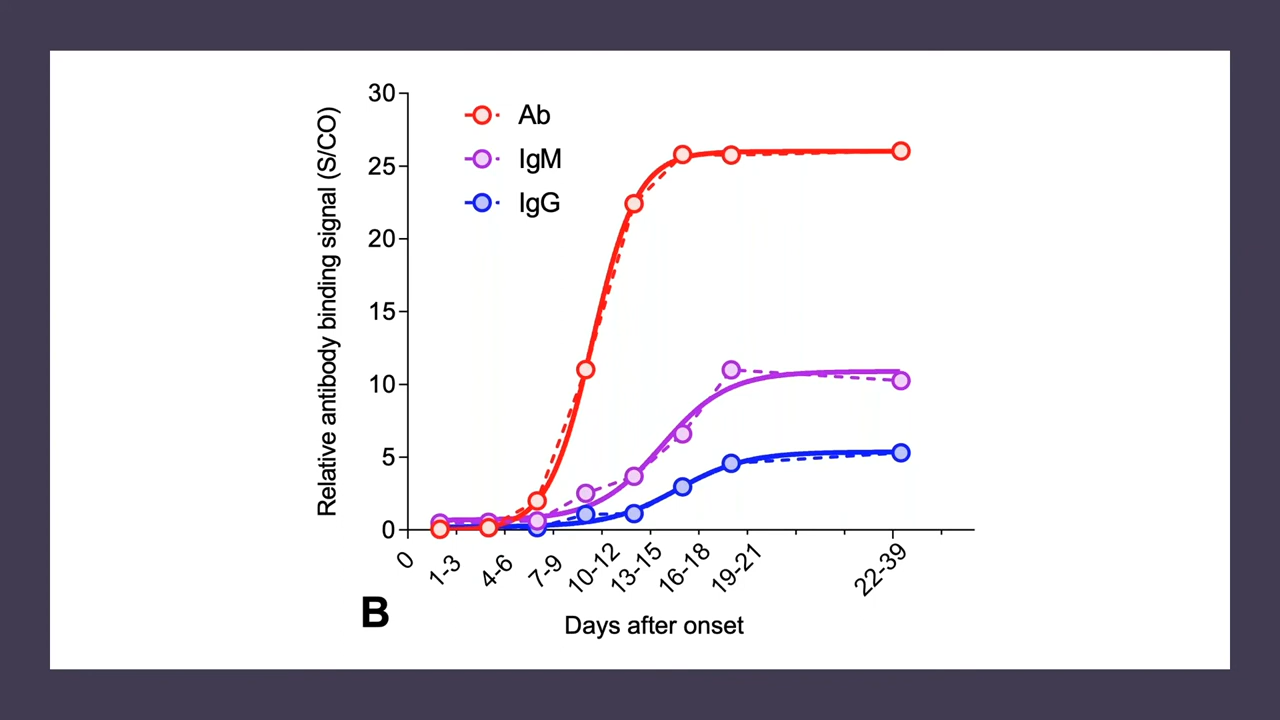 Relative antibody binding signal (S/CO)
30
25
20
15
10
5
0
Ab
IgM
IgG
0
1-3
4-6
7-9
10-12
13-15
16-18
19-21
22-39
Days after onset
B